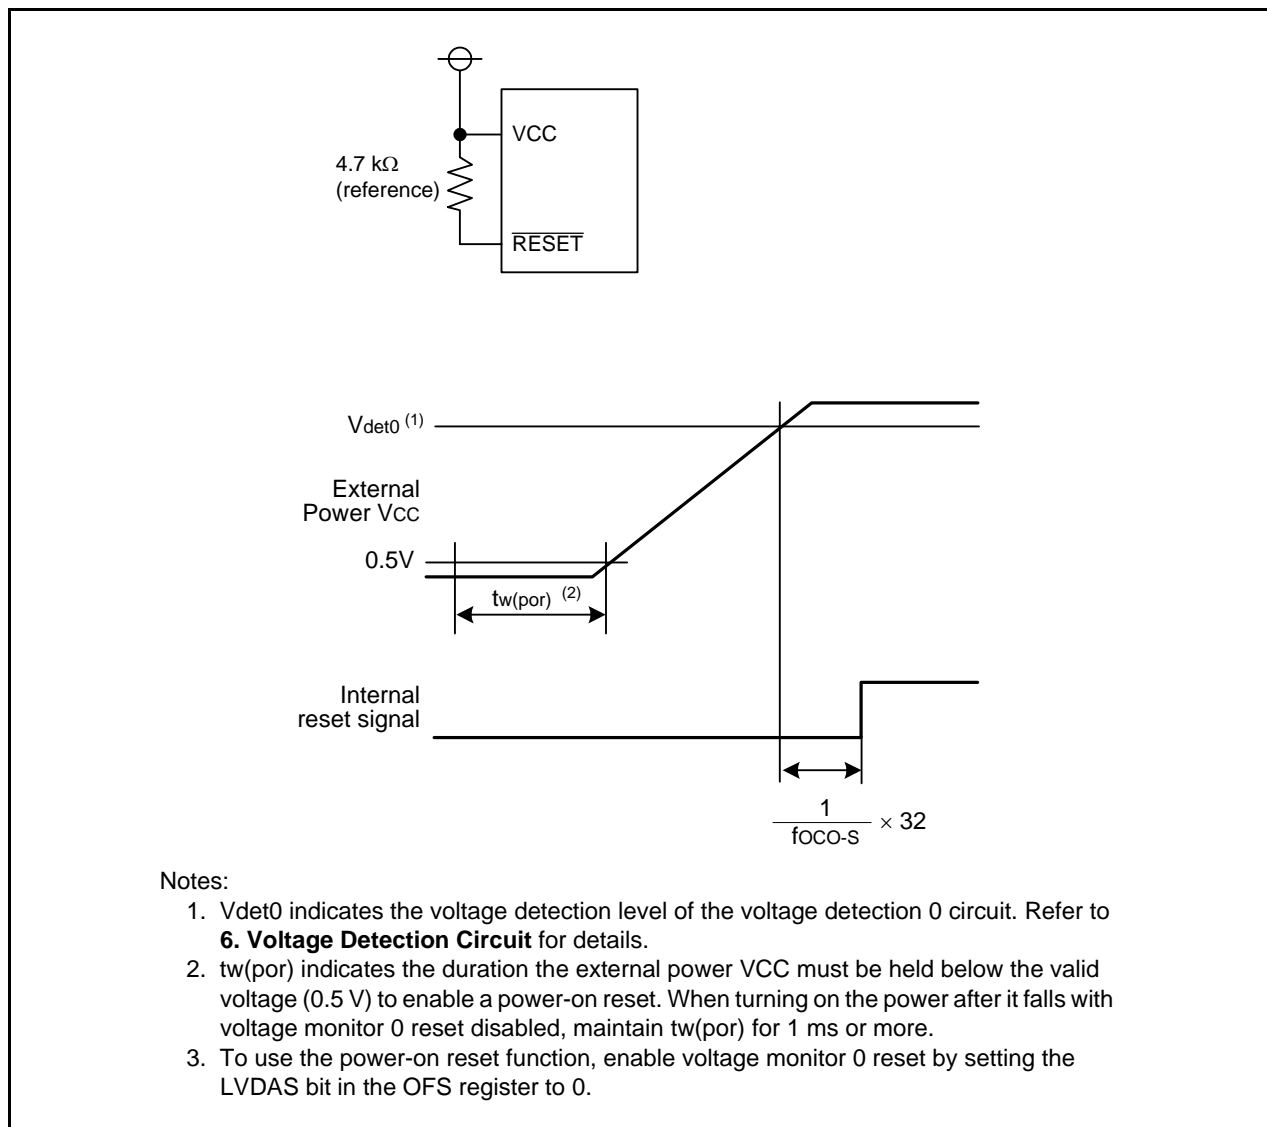 VCC
4.7 kΩ
(reference)
RESET
Vdet0 (1)
External
Power VCC
0.5V
tw(por) (2)
Internal
reset signal
1
fOCO-S
× 32
Notes:
1. Vdet0 indicates the voltage detection level of the voltage detection 0 circuit. Refer to
6. Voltage Detection Circuit for details.
2. tw(por) indicates the duration the external power VCC must be held below the valid
voltage (0.5 V) to enable a power-on reset. When turning on the power after it falls with
voltage monitor 0 reset disabled, maintain tw(por) for 1 ms or more.
3. To use the power-on reset function, enable voltage monitor 0 reset by setting the
LVDAS bit in the OFS register to 0.